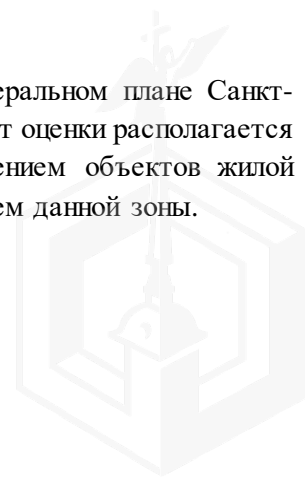 еральном плане Санкт-
т оценки располагается
ением объектов жилой
ем данной зоны.